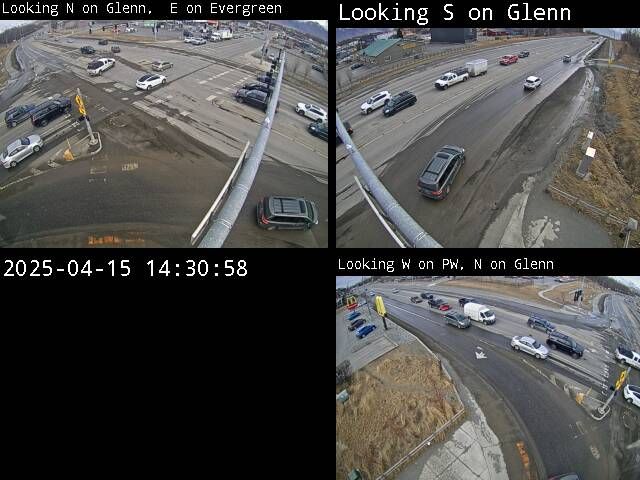 Looking N on Glenn,  E on Evergreen
Looking S on Glenn
2025-04-15 14:30:58
Looking W on PW, N on Glenn